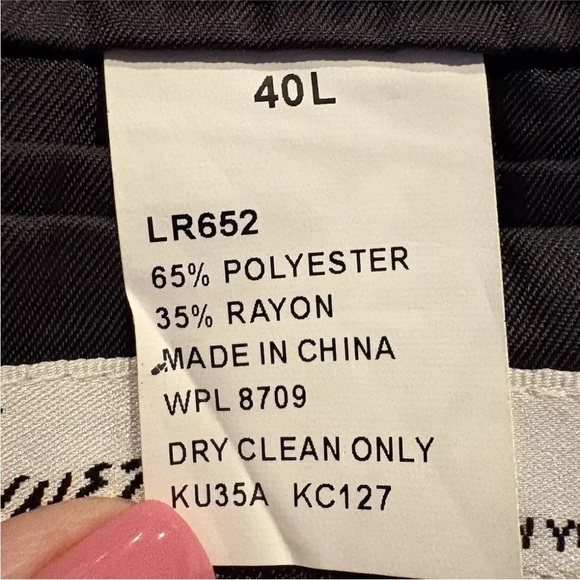 40L
LR652
65% POLYESTER
35% RAYON
MADE IN CHINA
WPL 8709
DRY CLEAN ONLY
KU35A KC127